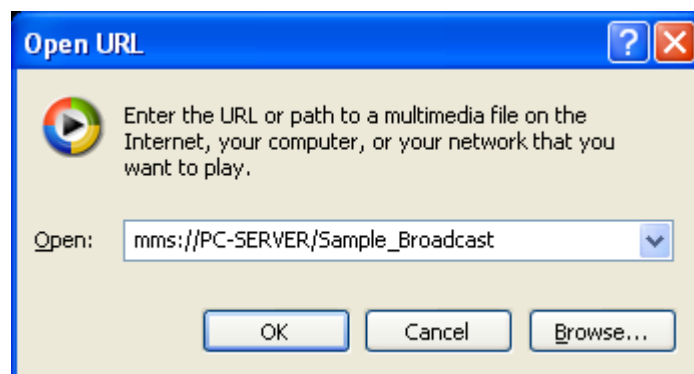 Open URL
Enter the URL or path to a multimedia file on the
Internet, your computer, or your network that you
want to play.
Open: mms://PC-SERVER/Sample_Broadcast
OK Cancel Browse...